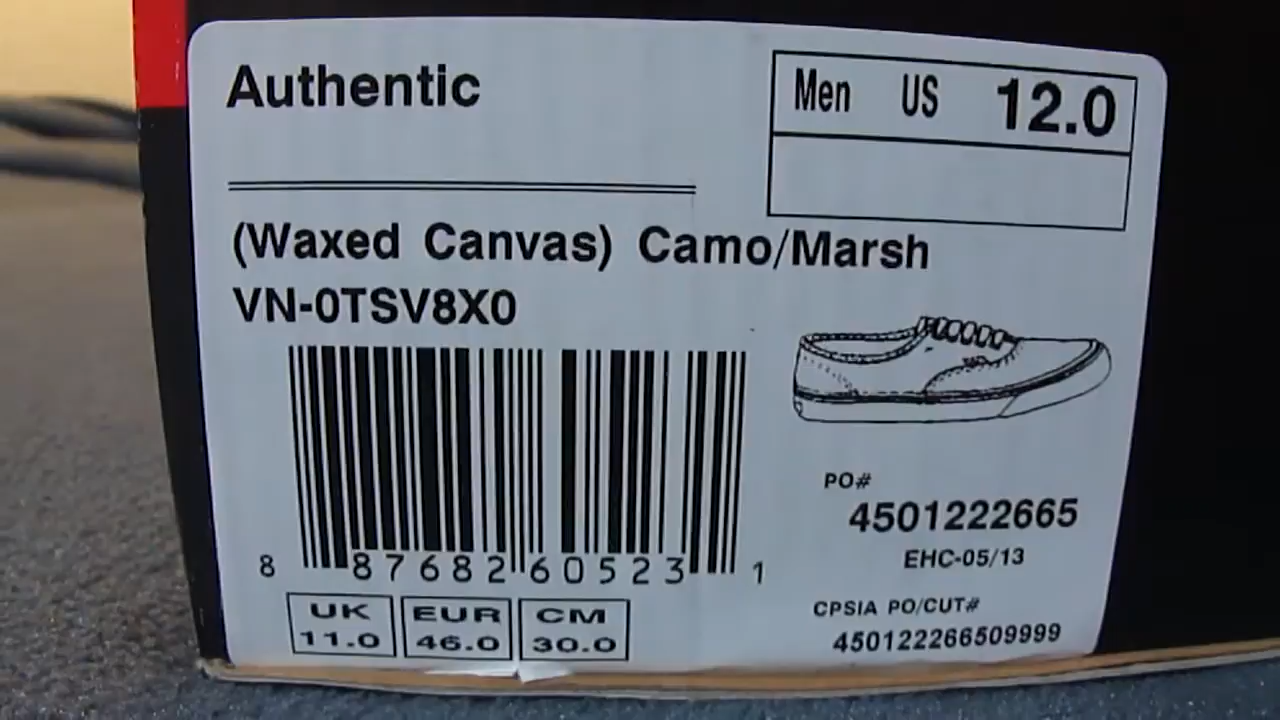 Authentic
Men US 12.0
(Waxed Canvas) Camo/Marsh
VN-0TSV8X0
8 87682 60523 1
PO#
4501222665
EHC-05/13
UK EUR CM
11.0 46.0 30.0
CPSIA PO/CUT#
450122266509999